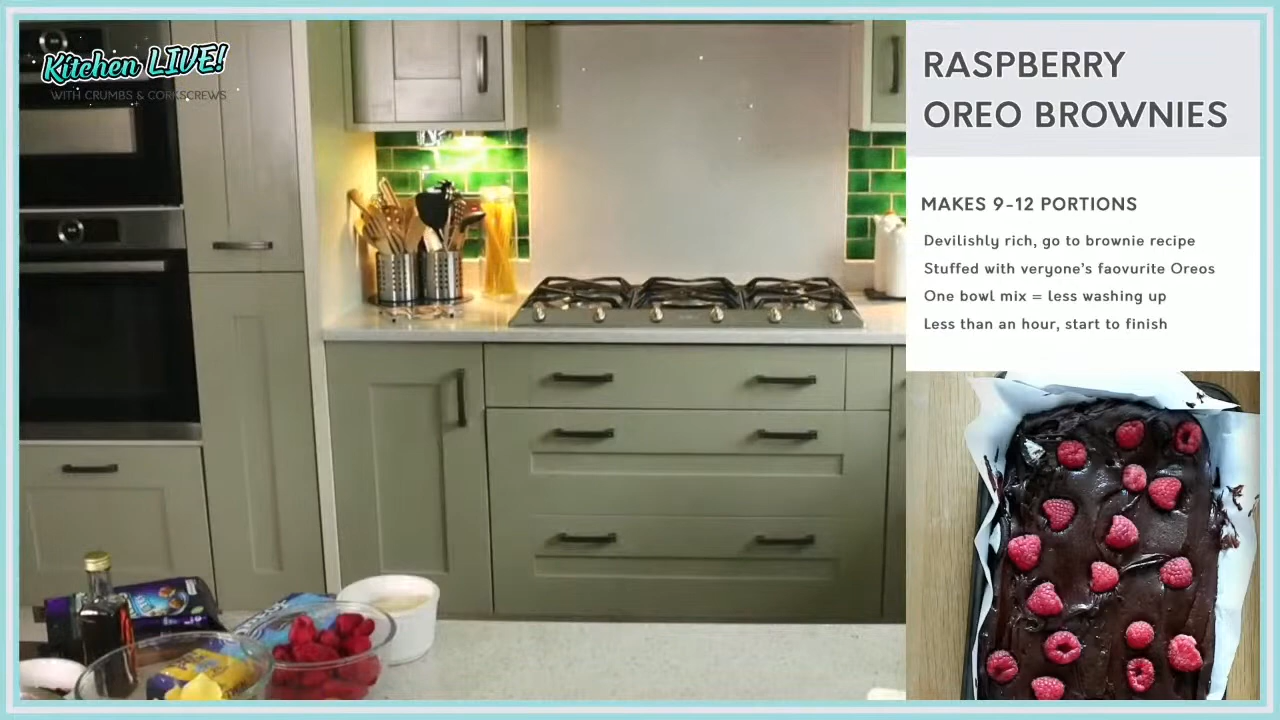 Kitchen LIVE!
WITH CRUMBS & CORKSCREWS
RASPBERRY
OREO BROWNIES
MAKES 9-12 PORTIONS
Devilishly rich, go to brownie recipe
Stuffed with veryone's faovurite Oreos
One bowl mix = less washing up
Less than an hour, start to finish